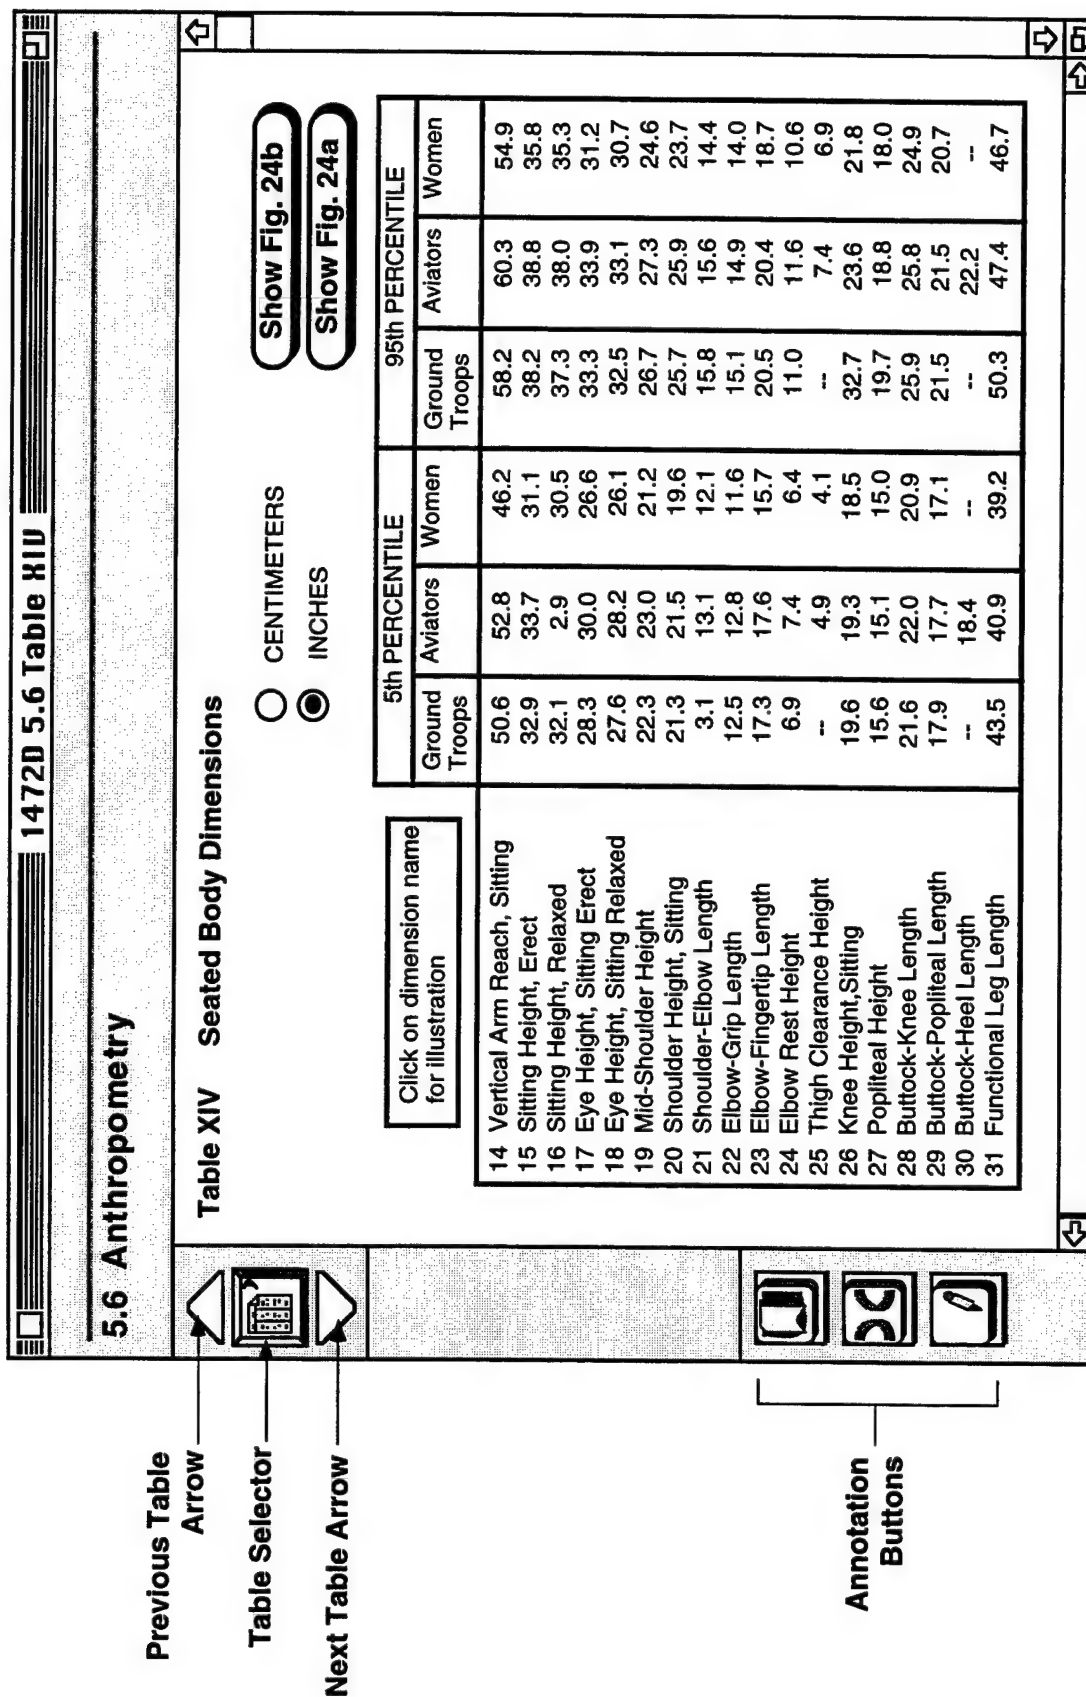 1472D 5.6 Table XIV
5.6 Anthropometry
Previous Table
Arrow
Table Selector
Next Table Arrow
Annotation
Buttons
Table XIV Seated Body Dimensions
CENTIMETERS
INCHES
Show Fig. 24b
Show Fig. 24a
Click on dimension name
for illustration
5th PERCENTILE 95th PERCENTILE
Ground Troops Aviators Women Ground Troops Aviators Women
14 Vertical Arm Reach, Sitting 50.6 52.8 46.2 58.2 60.3 54.9
15 Sitting Height, Erect 32.9 33.7 31.1 38.2 38.8 35.8
16 Sitting Height, Relaxed 32.1 2.9 30.5 37.3 38.0 35.3
17 Eye Height, Sitting Erect 28.3 30.0 26.6 33.3 33.9 31.2
18 Eye Height, Sitting Relaxed 27.6 28.2 26.1 32.5 33.1 30.7
19 Mid-Shoulder Height 22.3 23.0 21.2 26.7 27.3 24.6
20 Shoulder Height, Sitting 21.3 21.5 19.6 25.7 25.9 23.7
21 Shoulder-Elbow Length 3.1 13.1 12.1 15.8 15.6 14.4
22 Elbow-Grip Length 12.5 12.8 11.6 15.1 14.9 14.0
23 Elbow-Fingertip Length 17.3 17.6 15.7 20.5 20.4 18.7
24 Elbow Rest Height 6.9 7.4 6.4 11.0 11.6 10.6
25 Thigh Clearance Height -- 4.9 4.1 -- 7.4 6.9
26 Knee Height,Sitting 19.6 19.3 18.5 32.7 23.6 21.8
27 Popliteal Height 15.6 15.1 15.0 19.7 18.8 18.0
28 Buttock-Knee Length 21.6 22.0 20.9 25.9 25.8 24.9
29 Buttock-Popliteal Length 17.9 17.7 17.1 21.5 21.5 20.7
30 Buttock-Heel Length -- 18.4 -- -- 22.2 --
31 Functional Leg Length 43.5 40.9 39.2 50.3 47.4 46.7